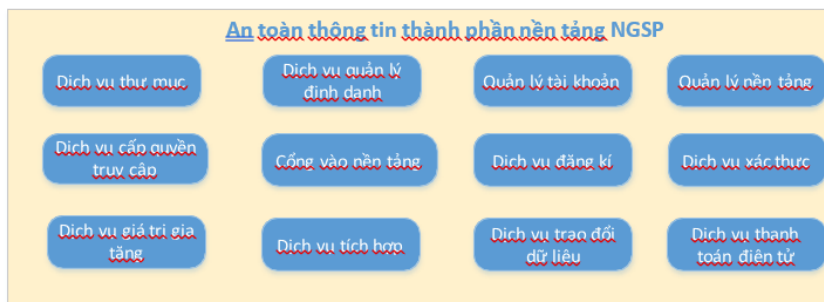 An toàn thông tin thành phần nền tảng NGSP
Dịch vụ thư mục
Dịch vụ quản lý
định danh
Quản lý tài khoản
Quản lý nền tảng
Dịch vụ cấp quyền
truy cập
Cổng vào nền tảng
Dịch vụ đăng kí
Dịch vụ xác thực
Dịch vụ giá trị gia
tăng
Dịch vụ tích hợp
Dịch vụ trao đổi
dữ liệu
Dịch vụ thanh
toán điện tử